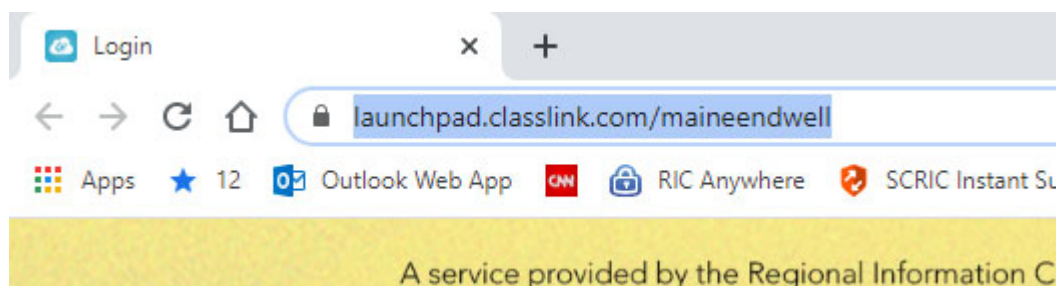 Login
launchpad.classlink.com/maineendwell
Apps 12 Outlook Web App CNN RIC Anywhere SCRIC Instant Su
A service provided by the Regional Information C